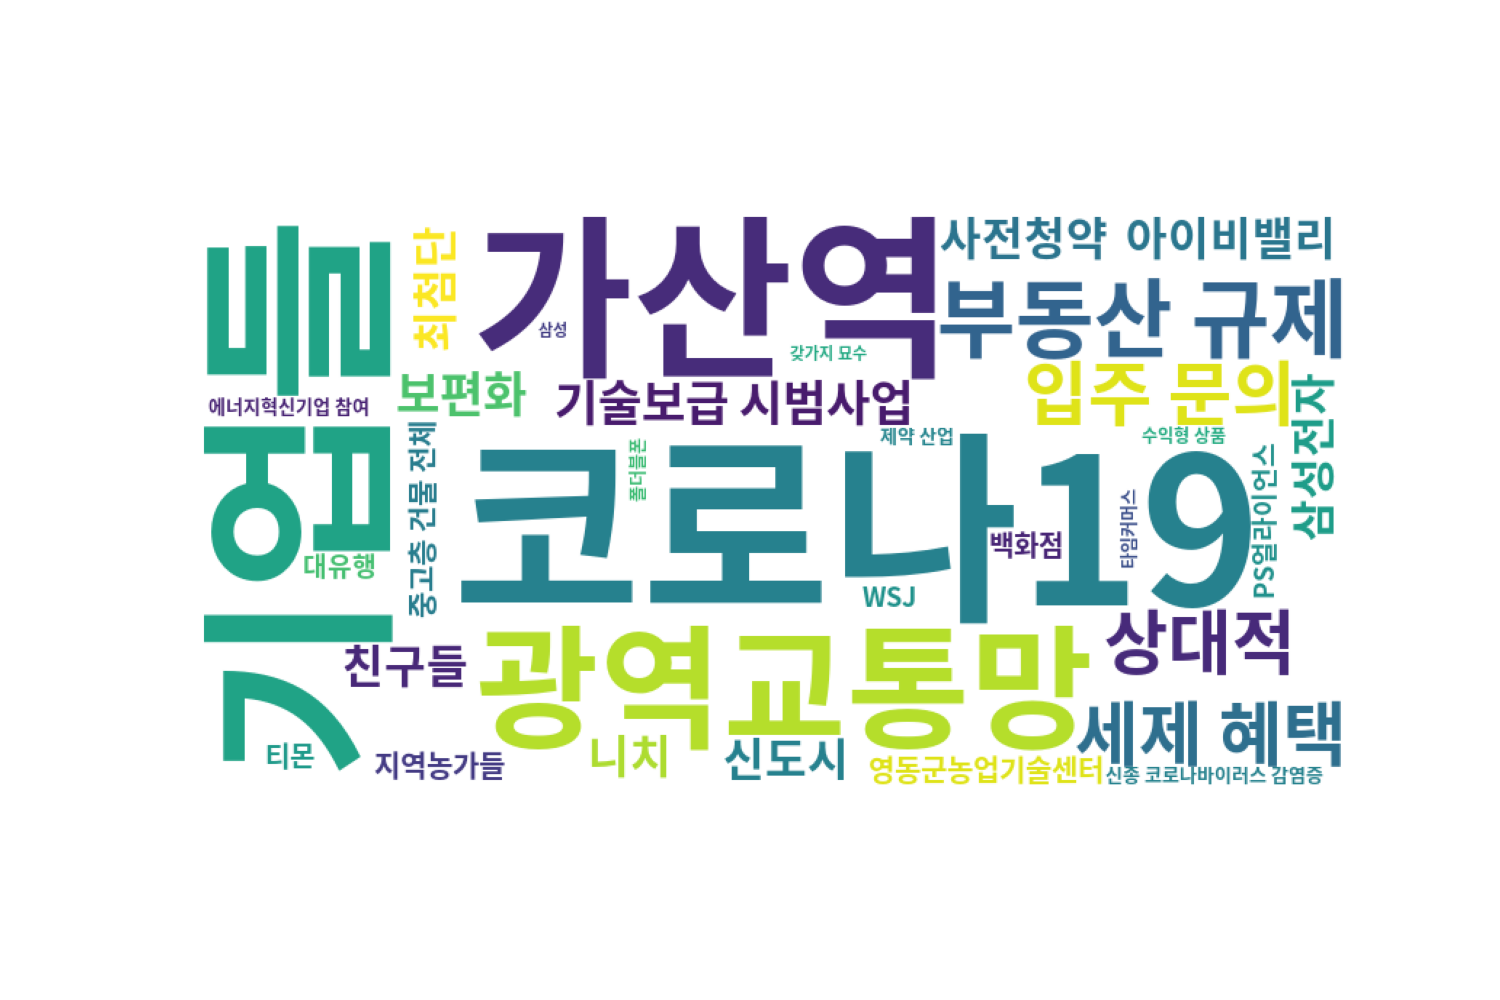 기업들
최첨단
가산역
삼성
갖가지 묘수
사전청약
아이비밸리
부동산 규제
에너지혁신기업 참여
보편화
기술보급 시범사업
입주 문의
삼성전자
중고층 건물 전체
폴더블폰
제약 산업
수익형 상품
코로나19
백화점
타임커머스
PS얼라이언스
대유행
WSJ
친구들
광역교통망
상대적
세제 혜택
티몬
지역농가들
니치
신도시
영동군농업기술센터
신종 코로나바이러스 감염증